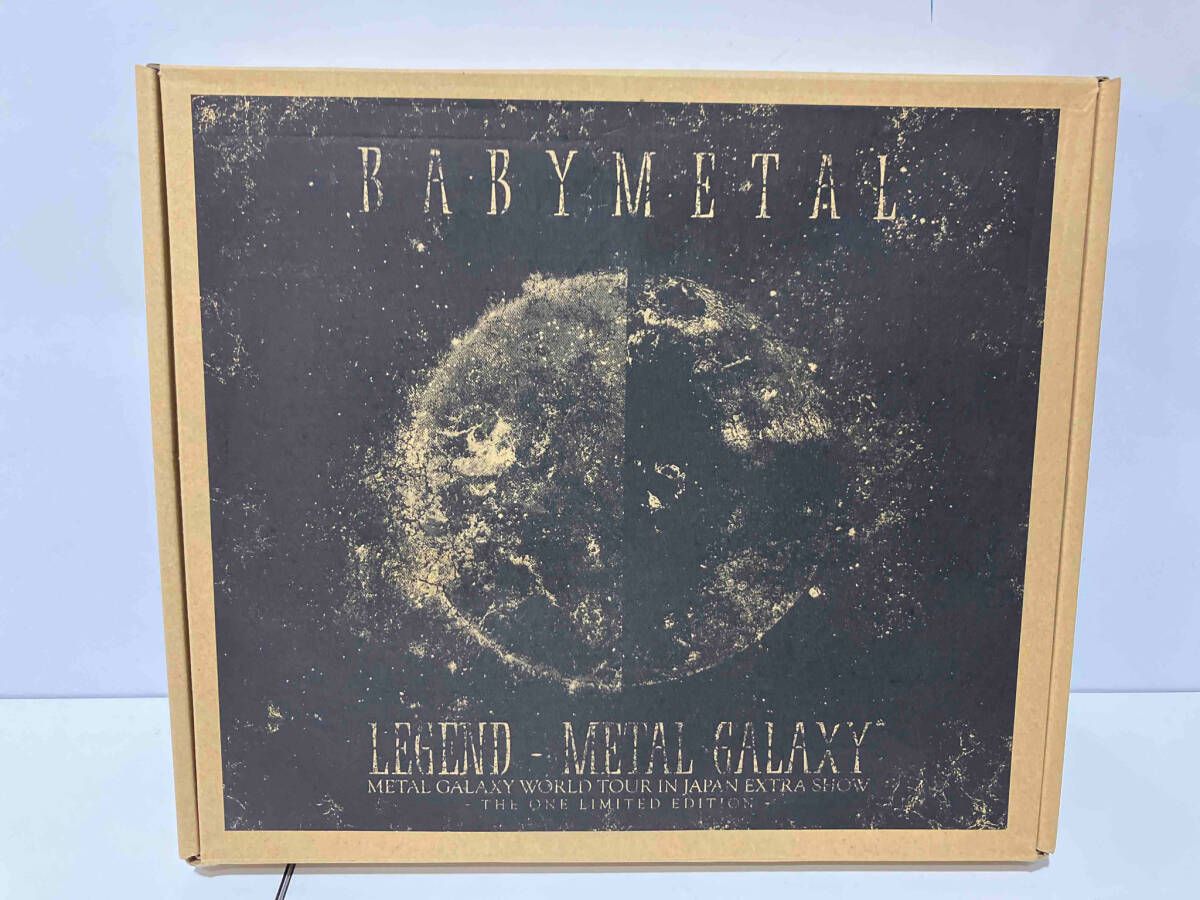 BABYMETAL
LEGEND - METAL GALAXY
METAL GALAXY WORLD TOUR IN JAPAN EXTRA SHOW
- THE ONE LIMITED EDITION -